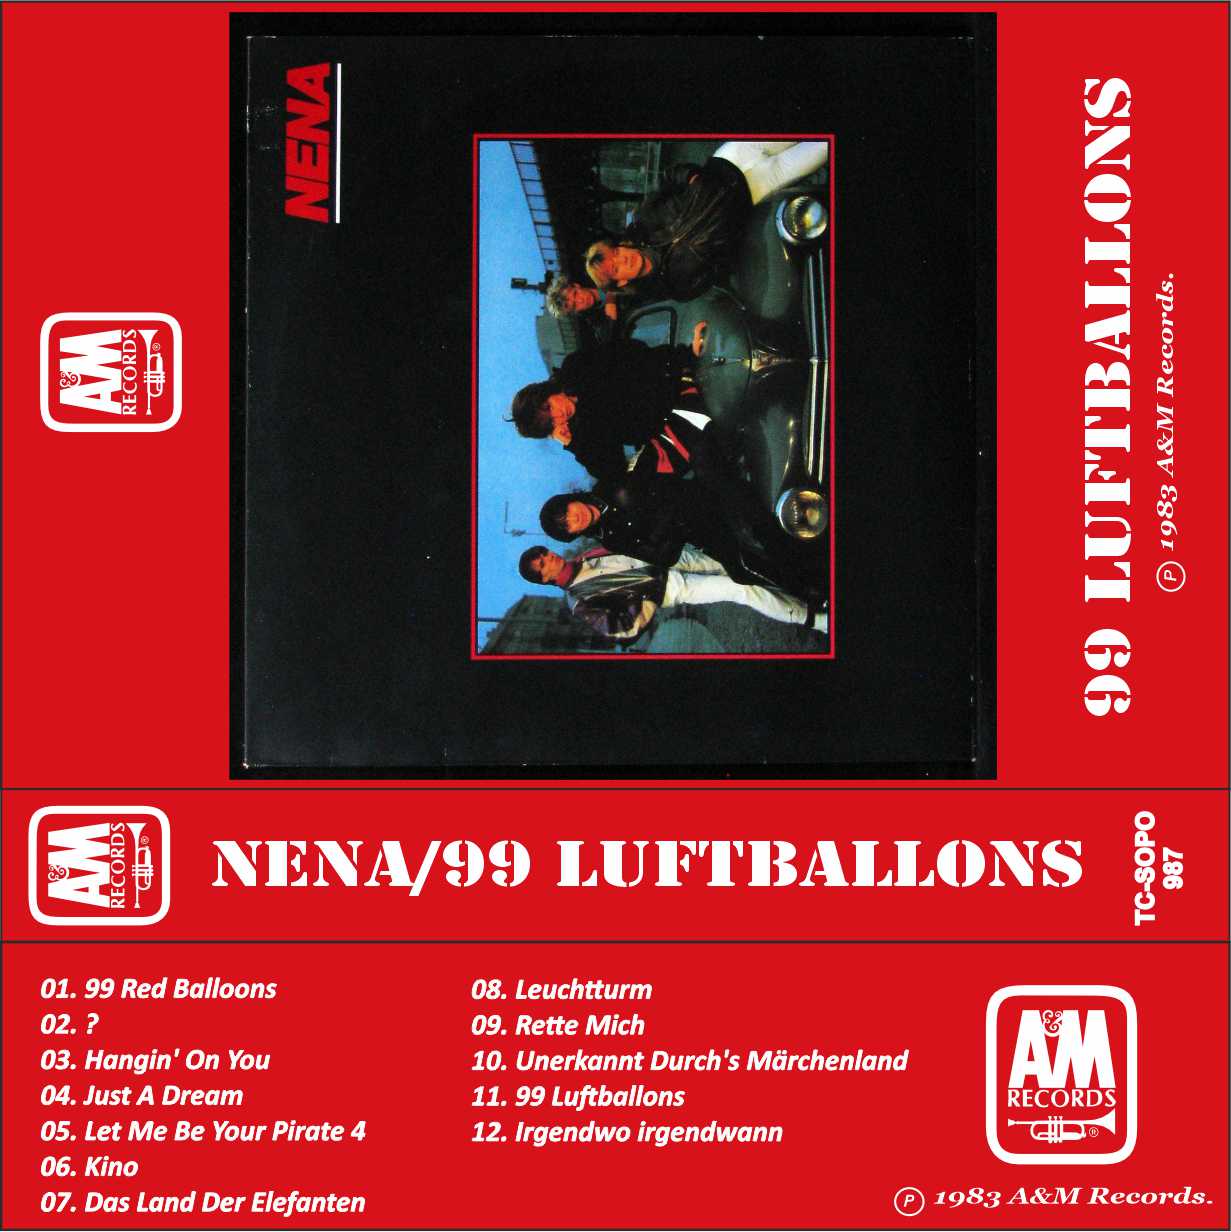 NENA
A&M
RECORDS
®
99 LUFTBALLONS
Ⓟ 1983 A&M Records.
A&M
RECORDS
®
NENA/99 LUFTBALLONS
TC-SOPO
987
01. 99 Red Balloons
02. ?
03. Hangin' On You
04. Just A Dream
05. Let Me Be Your Pirate 4
06. Kino
07. Das Land Der Elefanten
08. Leuchtturm
09. Rette Mich
10. Unerkannt Durch's Märchenland
11. 99 Luftballons
12. Irgendwo irgendwann
A&M
RECORDS
®
Ⓟ 1983 A&M Records.